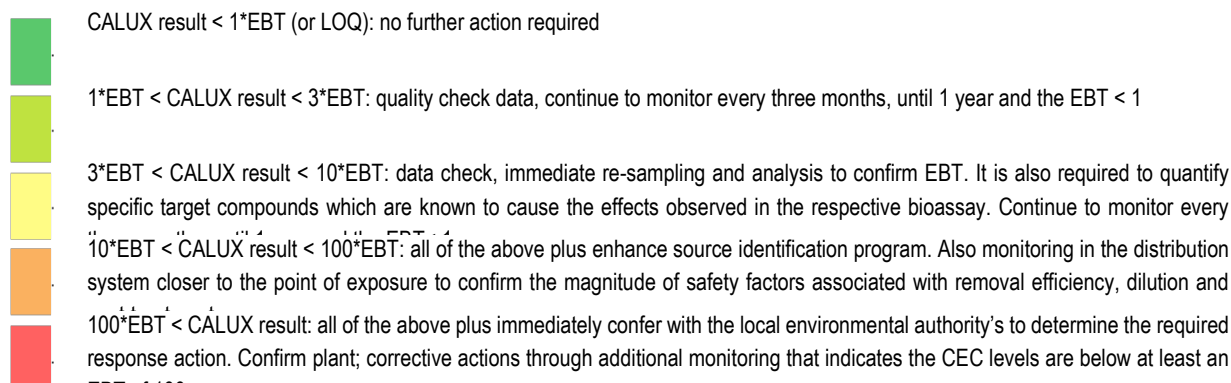 CALUX result < 1*EBT (or LOQ): no further action required
1*EBT < CALUX result < 3*EBT: quality check data, continue to monitor every three months, until 1 year and the EBT < 1
3*EBT < CALUX result < 10*EBT: data check, immediate re-sampling and analysis to confirm EBT. It is also required to quantify
specific target compounds which are known to cause the effects observed in the respective bioassay. Continue to monitor every
10*EBT < CALUX result < 100*EBT: all of the above plus enhance source identification program. Also monitoring in the distribution
system closer to the point of exposure to confirm the magnitude of safety factors associated with removal efficiency, dilution and
100*EBT < CALUX result: all of the above plus immediately confer with the local environmental authority's to determine the required
response action. Confirm plant; corrective actions through additional monitoring that indicates the CEC levels are below at least an